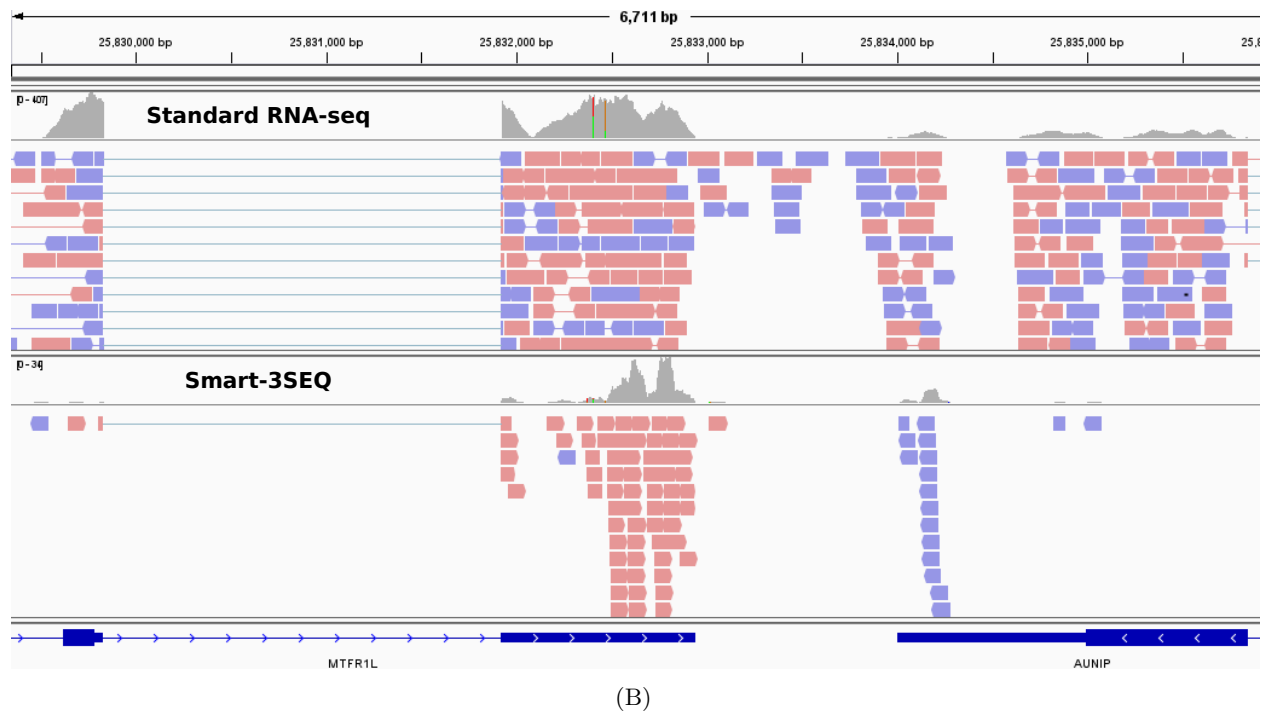 6,711 bp
25,830,000 bp 25,831,000 bp 25,832,000 bp 25,833,000 bp 25,834,000 bp 25,835,000 bp 25,8
[0 - 407]
Standard RNA-seq
[0 - 34]
Smart-3SEQ
MTFR1L AUNIP
(B)